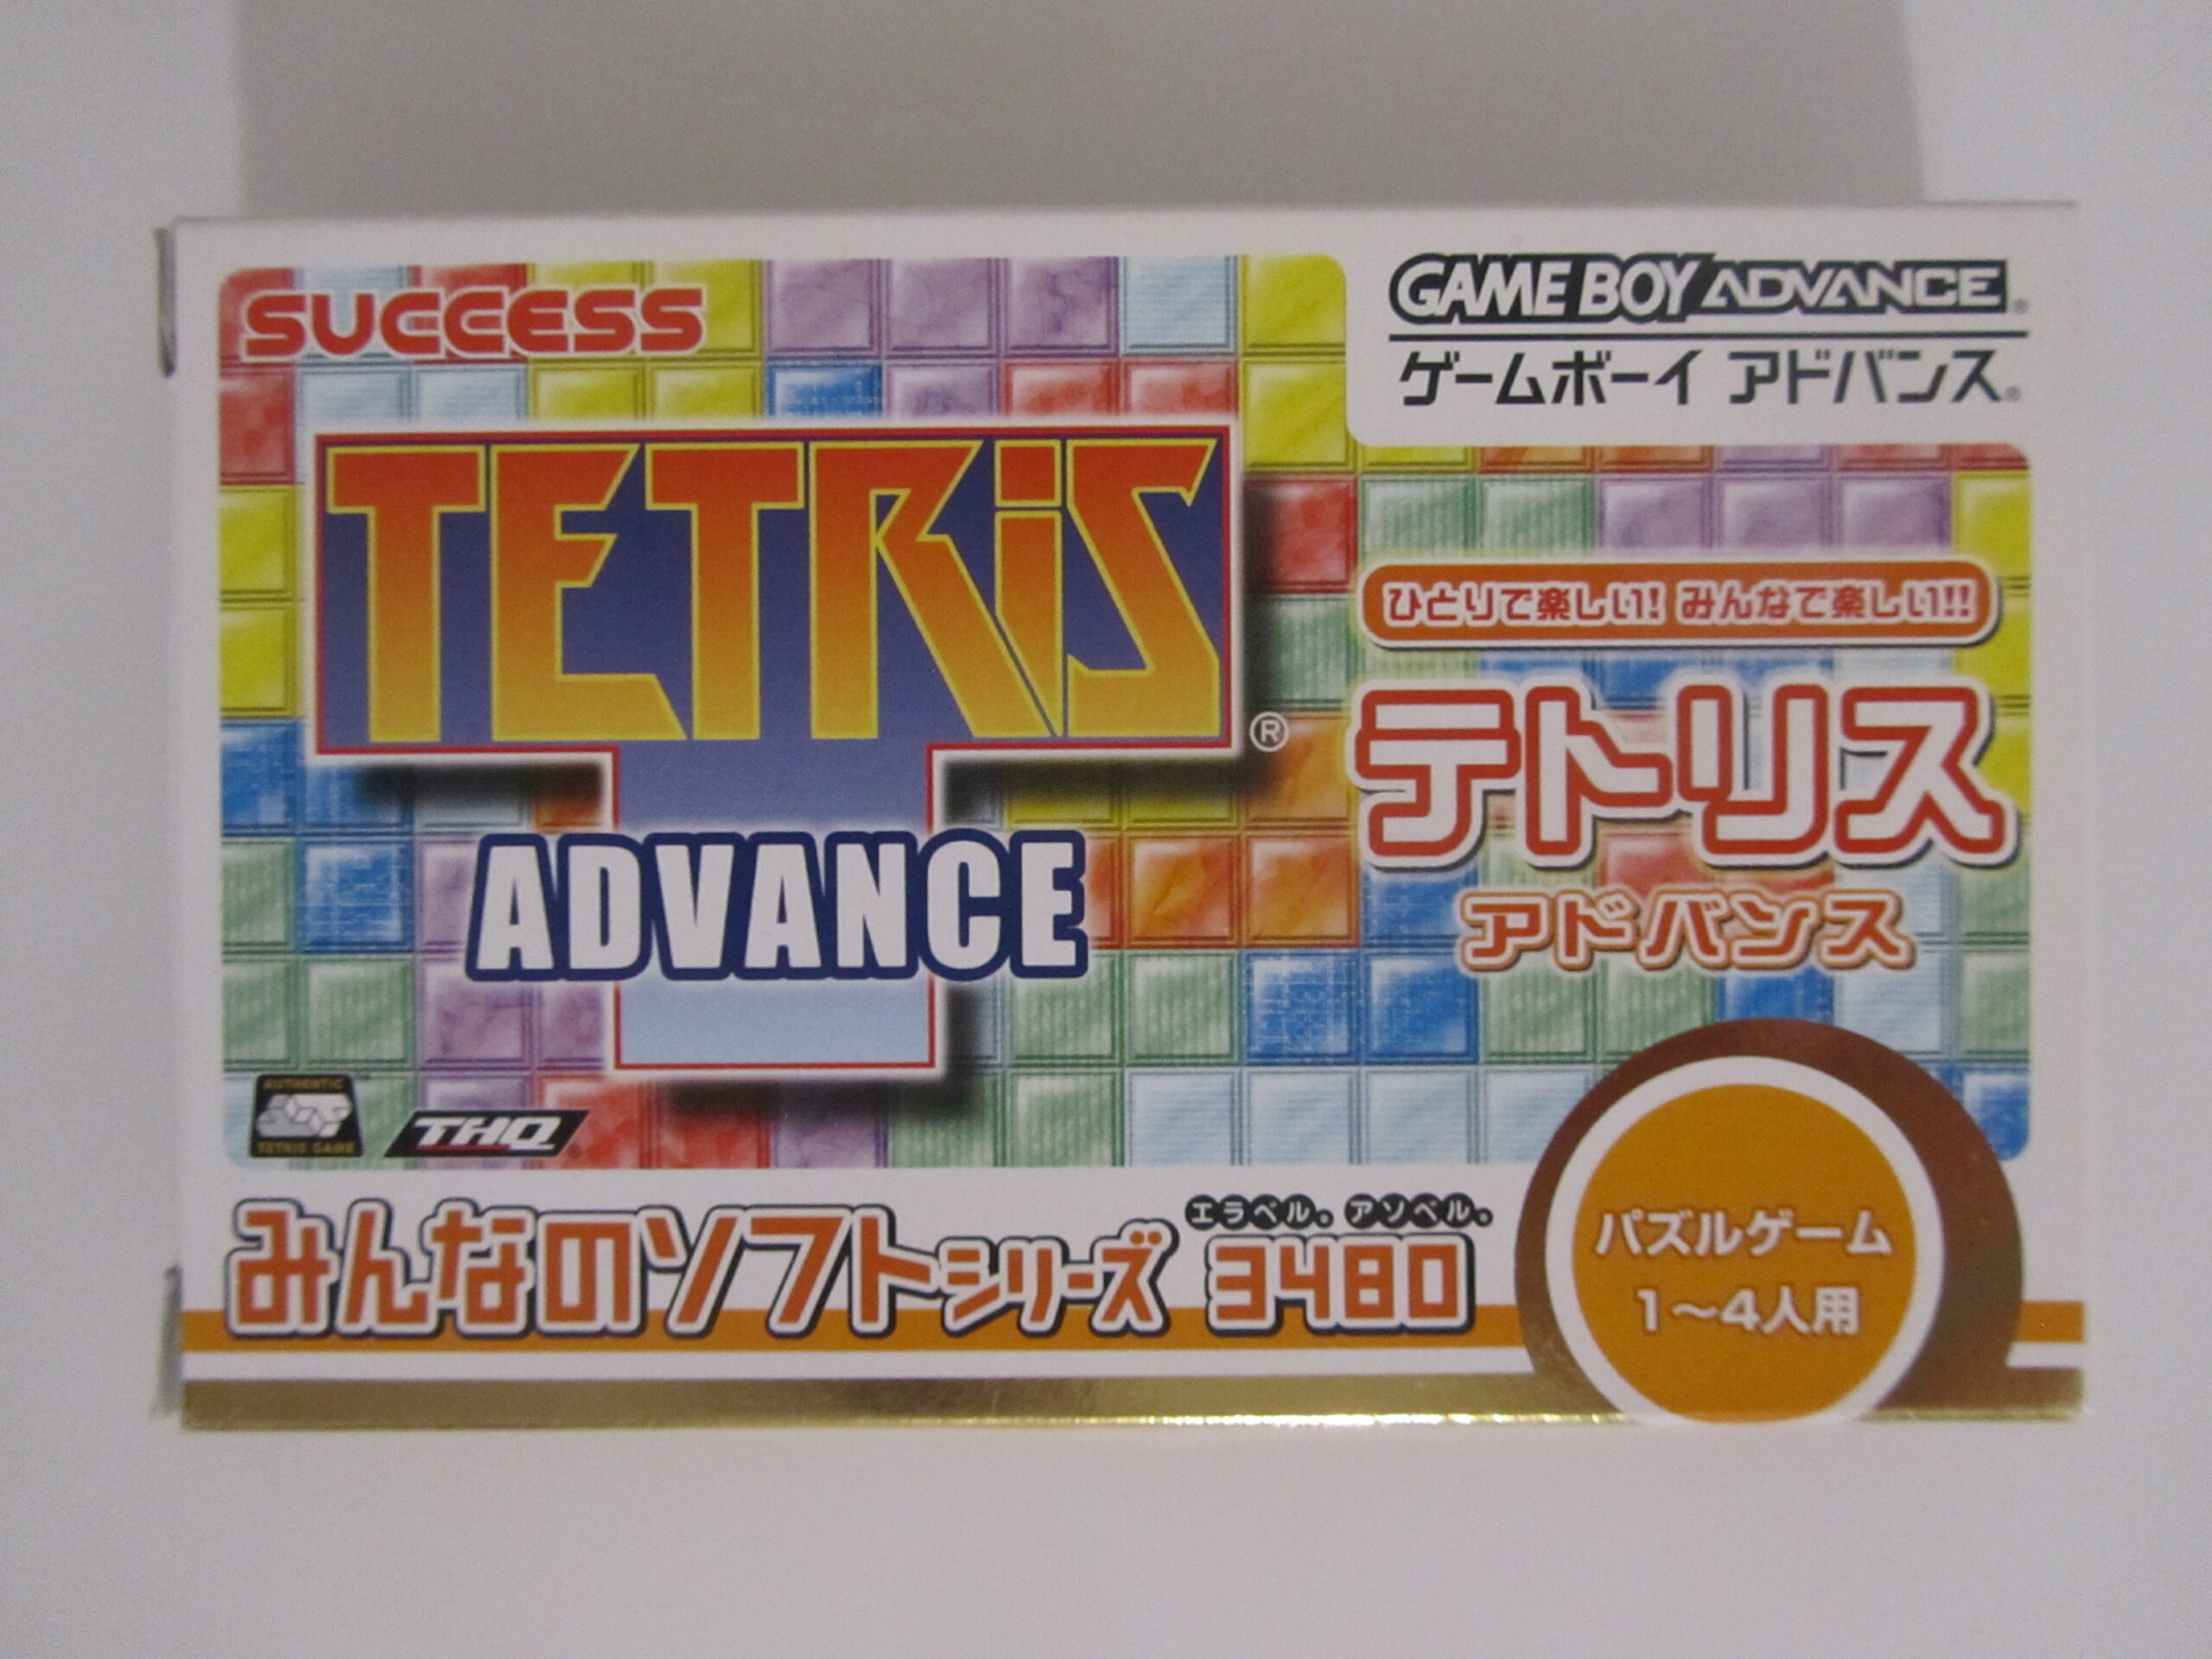 SUCCESS
GAME BOY ADVANCE
ゲームボーイ アドバンス
TETRIS®
ADVANCE
ひとりで楽しい! みんなで楽しい!!
テトリス
アドバンス
AUTHENTIC
TETRIS GAME
THQ
みんなのソフトシリーズ
エラベル。アソベル。
3480
パズルゲーム
1～4人用